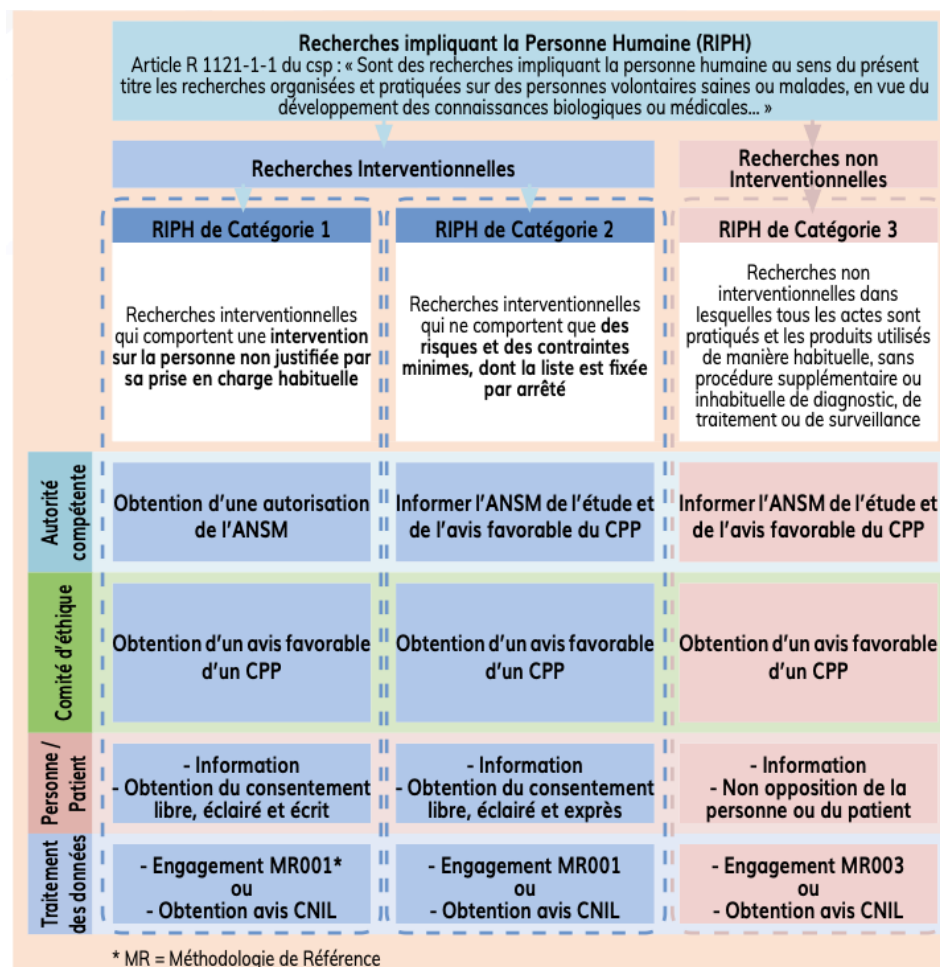 Recherches impliquant la Personne Humaine (RIPH)
Article R 1121-1-1 du csp : « Sont des recherches impliquant la personne humaine au sens du présent
titre les recherches organisées et pratiquées sur des personnes volontaires saines ou malades, en vue du
développement des connaissances biologiques ou médicales... »
Recherches Interventionnelles
Recherches non
Interventionnelles
RIPH de Catégorie 1
Recherches interventionnelles
qui comportent une intervention
sur la personne non justifiée par
sa prise en charge habituelle
RIPH de Catégorie 2
Recherches interventionnelles
qui ne comportent que des
risques et des contraintes
minimes, dont la liste est fixée
par arrêté
RIPH de Catégorie 3
Recherches non
interventionnelles dans
lesquelles tous les actes sont
pratiqués et les produits utilisés
de manière habituelle, sans
procédure supplémentaire ou
inhabituelle de diagnostic, de
traitement ou de surveillance
Autorité
compétente
Obtention d'une autorisation
de l'ANSM
Informer l'ANSM de l'étude et
de l'avis favorable du CPP
Informer l'ANSM de l'étude et
de l'avis favorable du CPP
Comité d'éthique
Obtention d'un avis favorable
d'un CPP
Obtention d'un avis favorable
d'un CPP
Obtention d'un avis favorable
d'un CPP
Personne /
Patient
- Information
- Obtention du consentement
libre, éclairé et écrit
- Information
- Obtention du consentement
libre, éclairé et exprès
- Information
- Non opposition de la
personne ou du patient
Traitement
des données
- Engagement MR001*
ou
- Obtention avis CNIL
- Engagement MR001
ou
- Obtention avis CNIL
- Engagement MR003
ou
- Obtention avis CNIL
* MR = Méthodologie de Référence